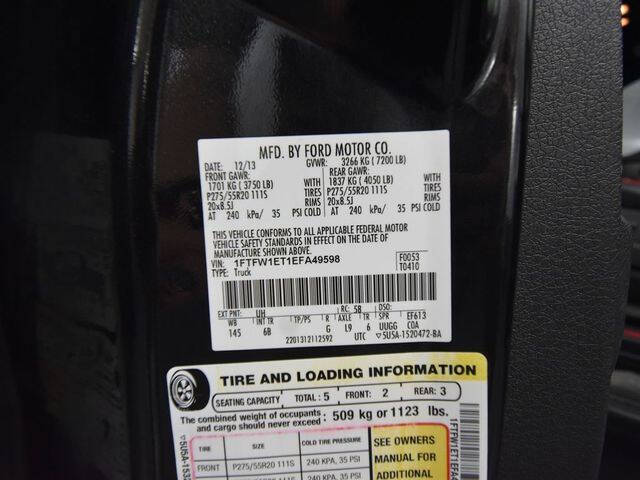 MFD. BY FORD MOTOR CO.
DATE: 12/13 GVWR: 3266 KG ( 7200 LB)
FRONT GAWR: REAR GAWR:
1701 KG ( 3750 LB) WITH 1837 KG ( 4050 LB) WITH
P275/55R20 111S TIRES P275/55R20 111S TIRES
20x8.5J RIMS 20x8.5J RIMS
AT 240 kPa/ 35 PSI COLD AT 240 kPa/ 35 PSI COLD
THIS VEHICLE CONFORMS TO ALL APPLICABLE FEDERAL MOTOR
VEHICLE SAFETY STANDARDS IN EFFECT ON THE DATE OF
MANUFACTURE SHOWN ABOVE.
VIN: 1FTFW1ET1EFA49598 F0053
TYPE: Truck T0410
EXT PNT: UH RC: 58 DSO:
WB INT TR TP/PS R AXLE TR SPR EF613
145 6B G L9 6 UUGG COA
2201312112592 UTC ▽5U5A-1520472-BA
TIRE AND LOADING INFORMATION
SEATING CAPACITY TOTAL : 5 FRONT: 2 REAR: 3
The combined weight of occupants
and cargo should never exceed : 509 kg or 1123 lbs.
TIRE SIZE COLD TIRE PRESSURE SEE OWNERS
FRONT P275/55R20 111S 240 KPA, 35 PSI MANUAL FOR
ADDITIONAL